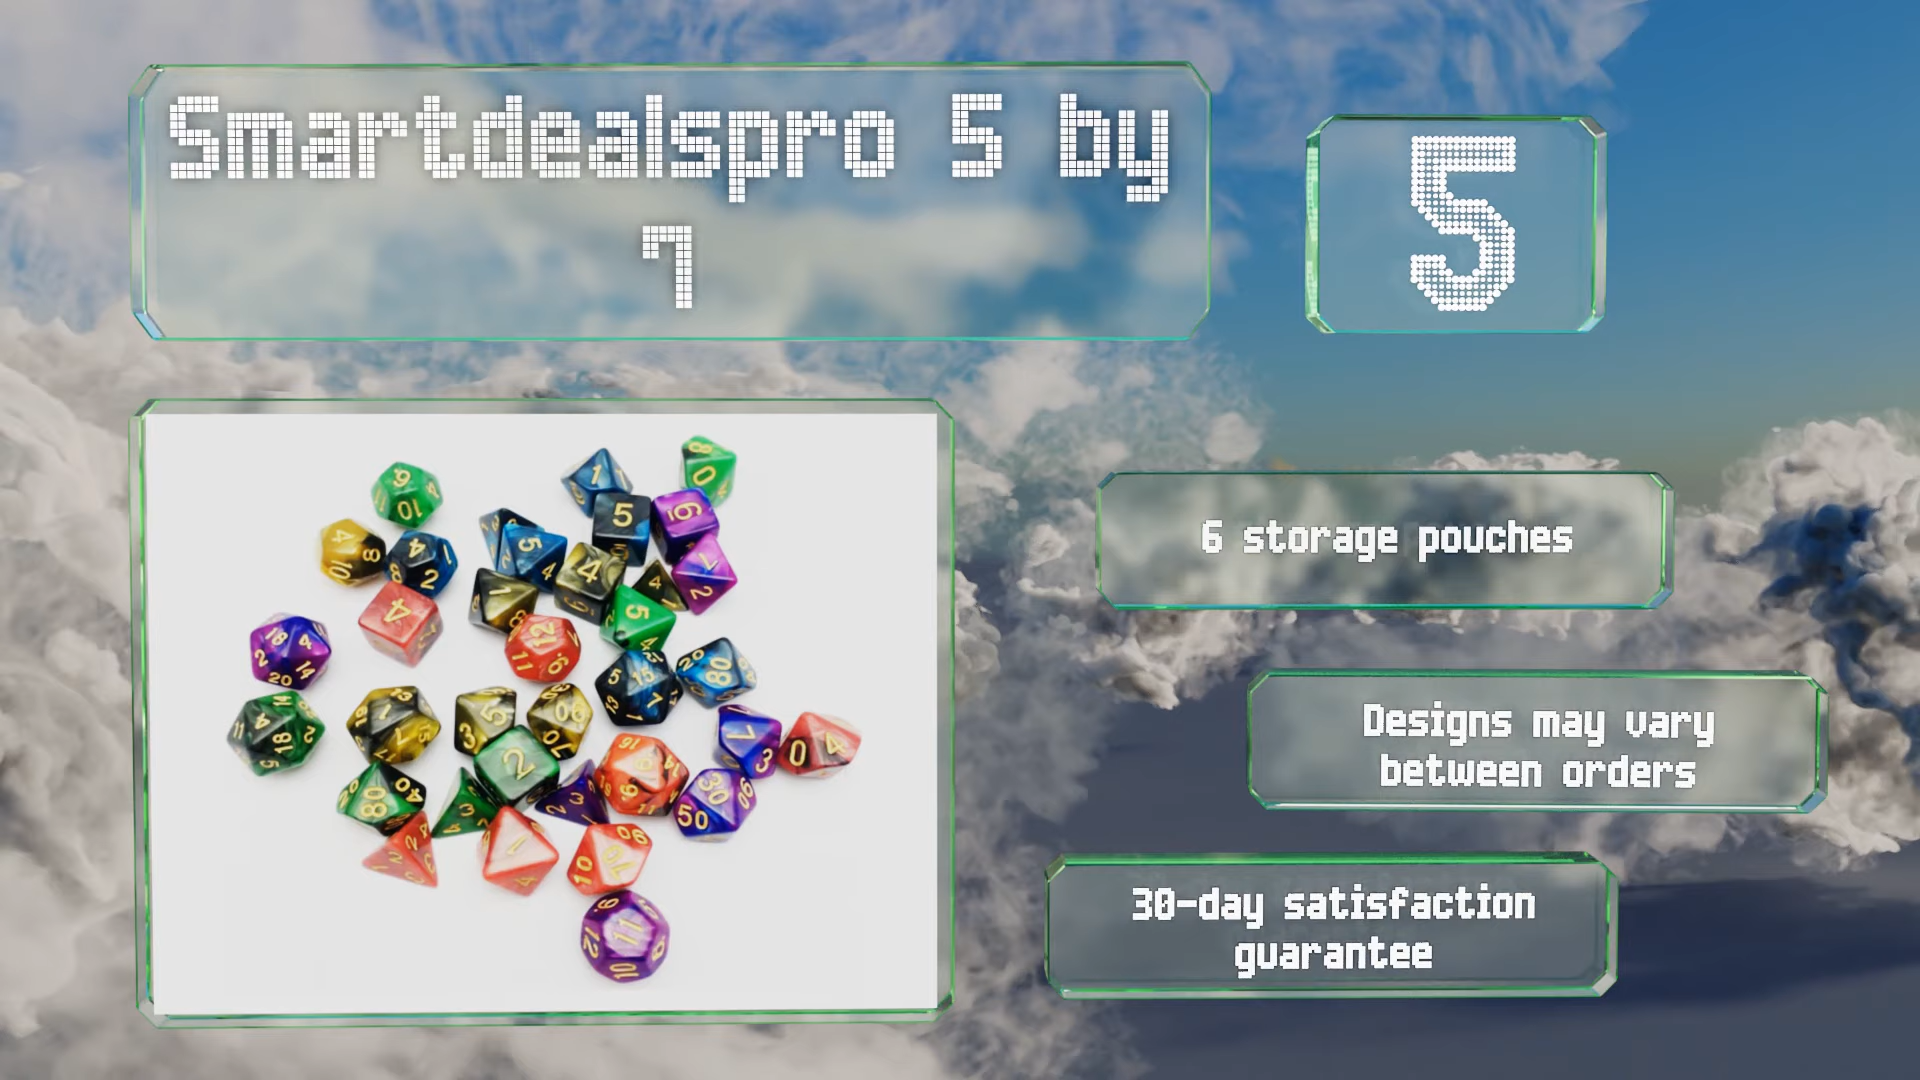 Smartdealspro 5 by
7
5
6 storage pouches
Designs may vary
between orders
30-day satisfaction
guarantee